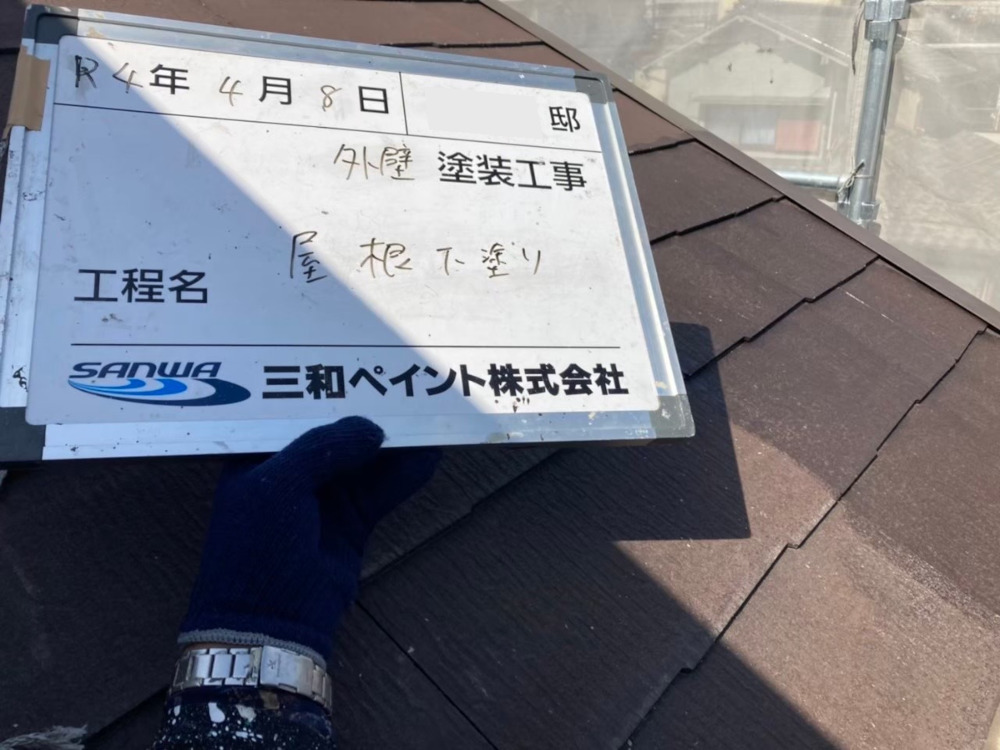 R4年 4月 8日 邸
外壁 塗装工事
屋根下塗り
工程名
SANWA 三和ペイント株式会社